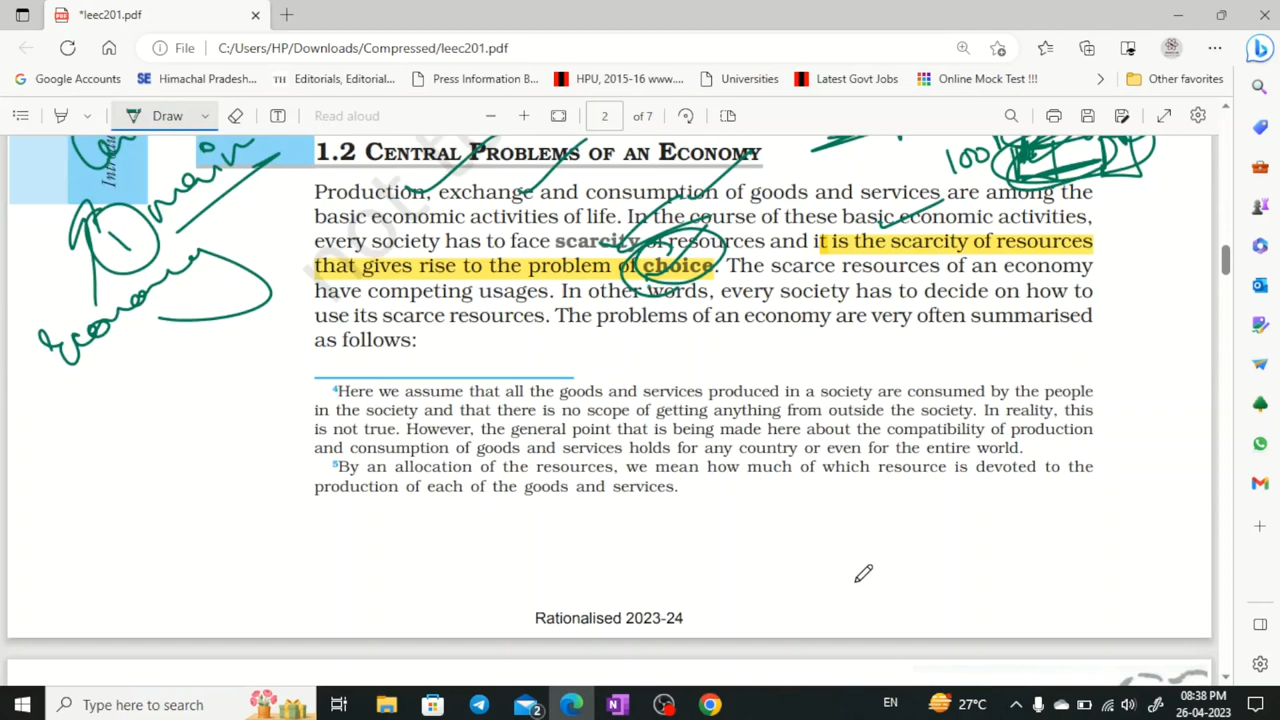 *leec201.pdf
File C:/Users/HP/Downloads/Compressed/leec201.pdf
Google Accounts SE Himachal Pradesh... TH Editorials, Editorial... Press Information B... HPU, 2015-16 www.... Universities Latest Govt Jobs Online Mock Test !!! Other favorites
Draw Read aloud 2 of 7
1.2 CENTRAL PROBLEMS OF AN ECONOMY
100
main
1
Economy
Production, exchange and consumption of goods and services are among the
basic economic activities of life. In the course of these basic economic activities,
every society has to face scarcity of resources and it is the scarcity of resources
that gives rise to the problem of choice. The scarce resources of an economy
have competing usages. In other words, every society has to decide on how to
use its scarce resources. The problems of an economy are very often summarised
as follows:
4Here we assume that all the goods and services produced in a society are consumed by the people
in the society and that there is no scope of getting anything from outside the society. In reality, this
is not true. However, the general point that is being made here about the compatibility of production
and consumption of goods and services holds for any country or even for the entire world.
5By an allocation of the resources, we mean how much of which resource is devoted to the
production of each of the goods and services.
Rationalised 2023-24
Type here to search 2 EN 27°C 08:38 PM
26-04-2023